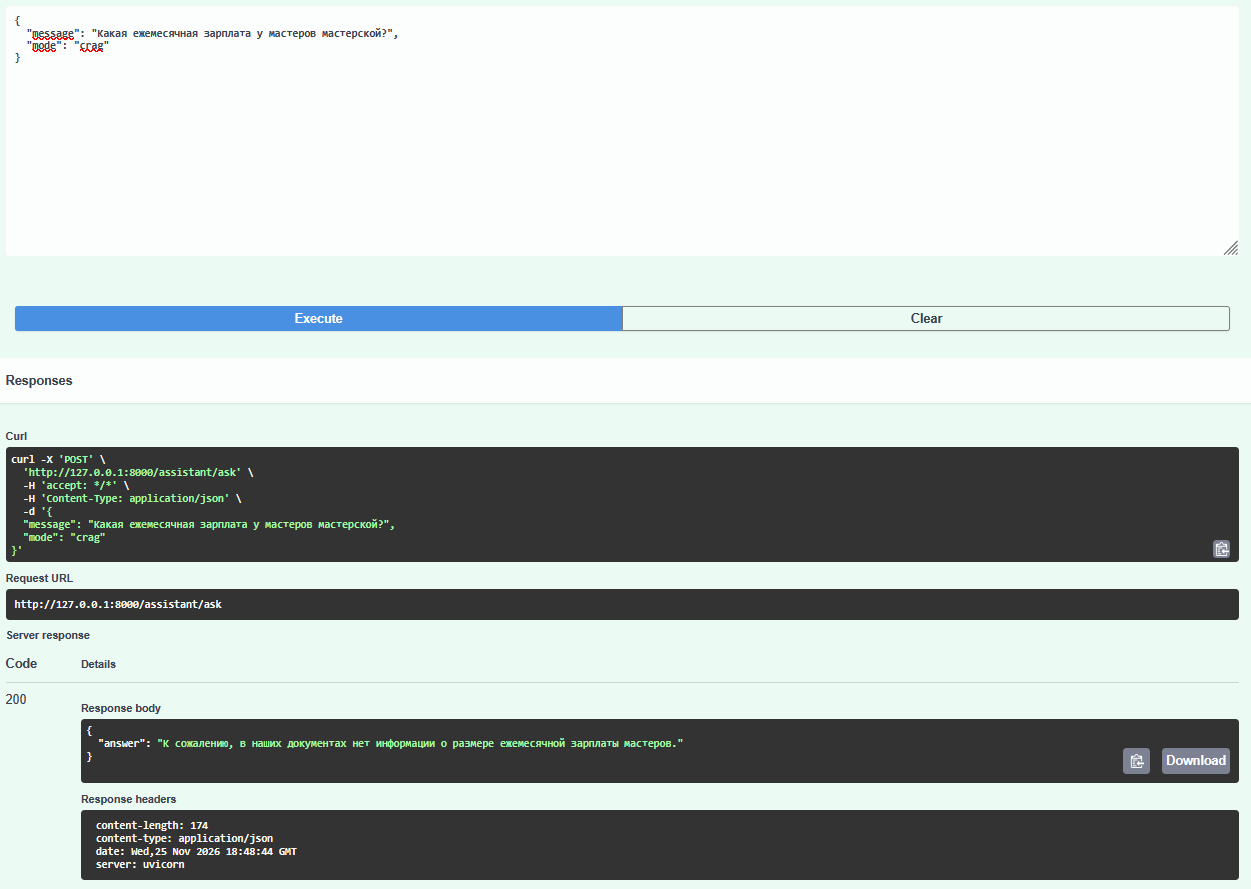 {
"message": "Какая ежемесячная зарплата у мастеров мастерской?",
"mode": "crag"
}
Execute
Clear
Responses
Curl
curl -X 'POST' \
'http://127.0.0.1:8000/assistant/ask' \
-H 'accept: */*' \
-H 'Content-Type: application/json' \
-d '{
"message": "Какая ежемесячная зарплата у мастеров мастерской?",
"mode": "crag"
}'
Request URL
http://127.0.0.1:8000/assistant/ask
Server response
Code
Details
200
Response body
{
"answer": "К сожалению, в наших документах нет информации о размере ежемесячной зарплаты мастеров."
}
Download
Response headers
content-length: 174
content-type: application/json
date: Wed,25 Nov 2026 18:48:44 GMT
server: uvicorn